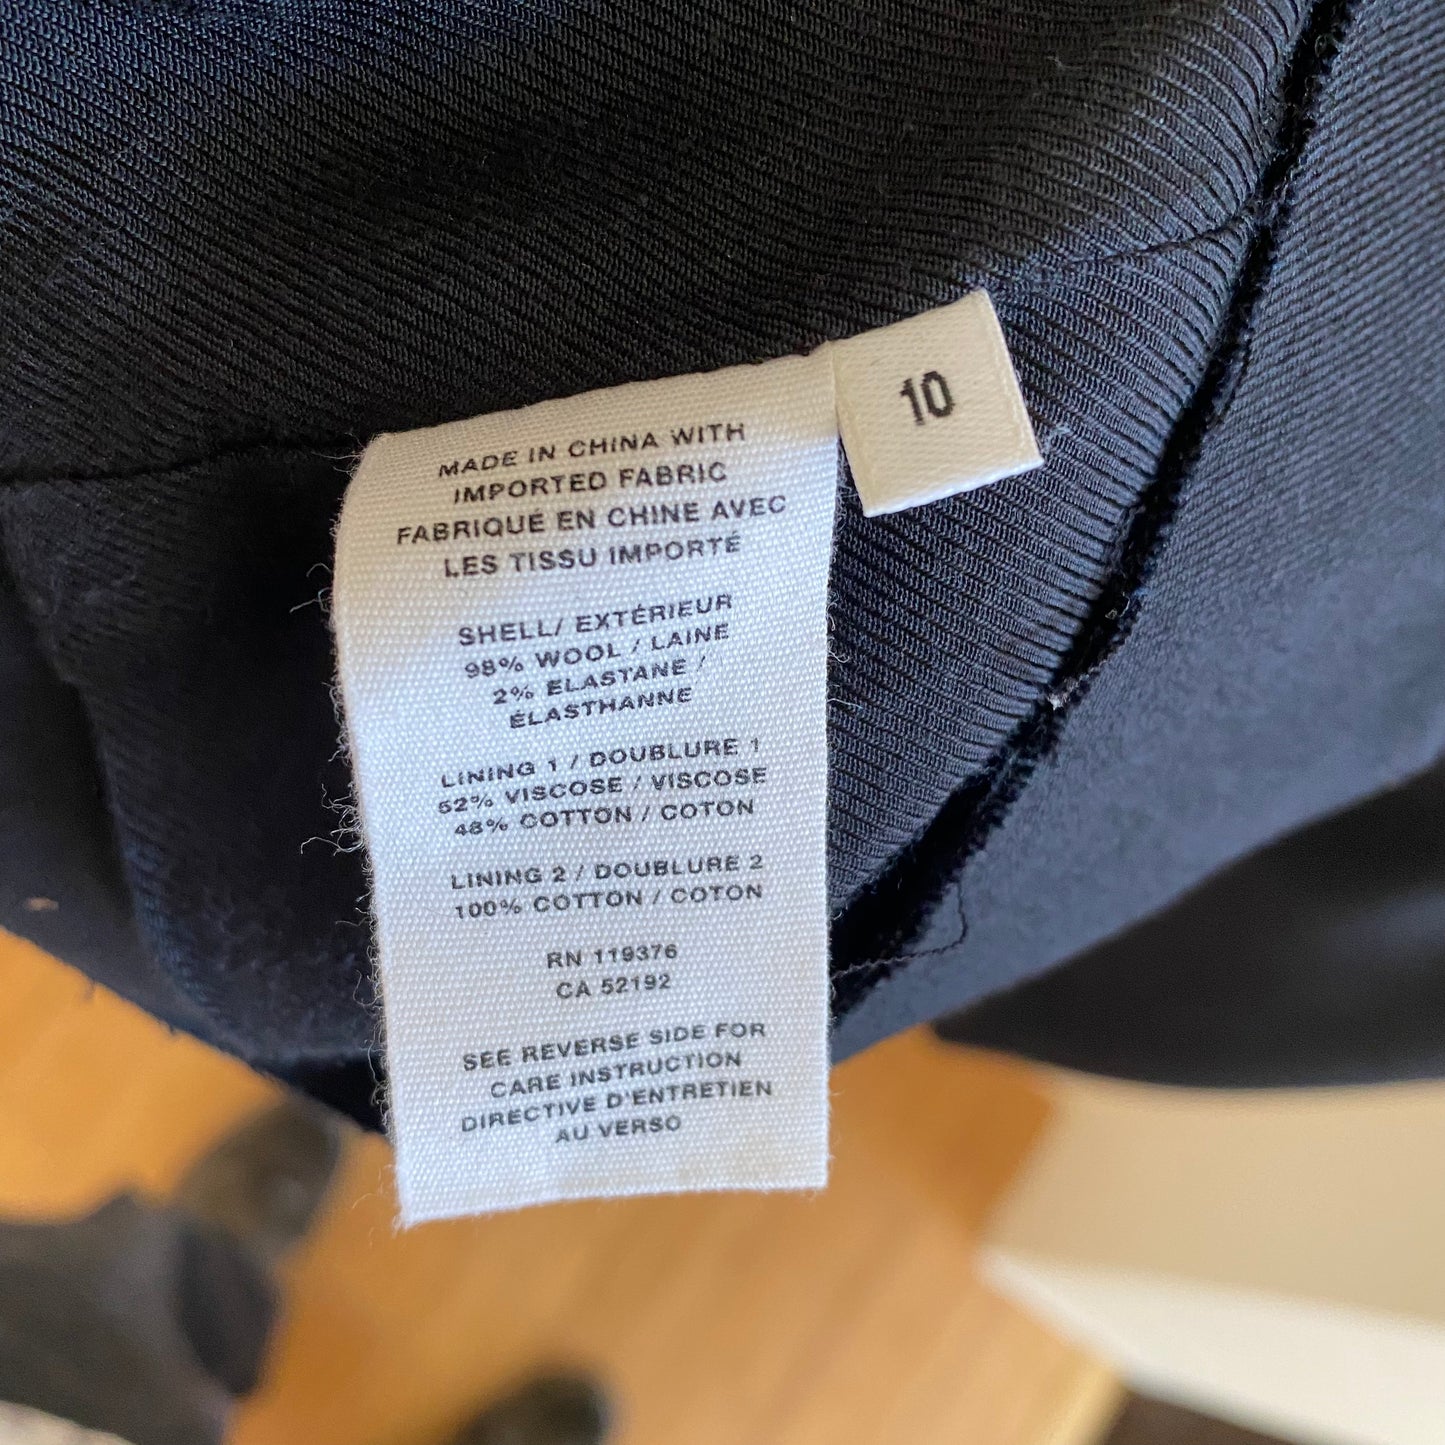 10
MADE IN CHINA WITH
IMPORTED FABRIC
FABRIQUÉ EN CHINE AVEC
LES TISSU IMPORTÉ
SHELL/ EXTÉRIEUR
98% WOOL / LAINE
2% ELASTANE /
ÉLASTHANNE
LINING 1 / DOUBLURE 1
52% VISCOSE / VISCOSE
48% COTTON / COTON
LINING 2 / DOUBLURE 2
100% COTTON / COTON
RN 119376
CA 52192
SEE REVERSE SIDE FOR
CARE INSTRUCTION
DIRECTIVE D'ENTRETIEN
AU VERSO